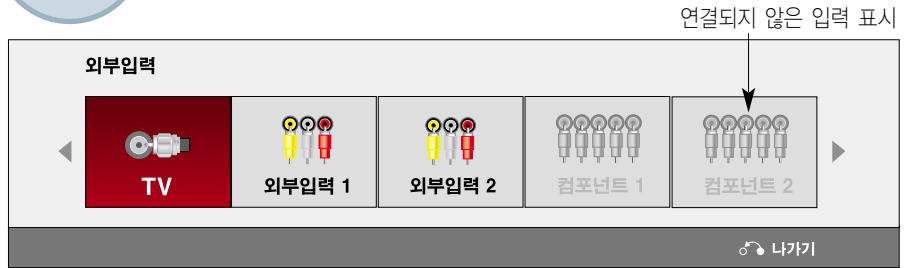 연결되지 않은 입력 표시
외부입력
TV
외부입력 1
외부입력 2
컴포넌트 1
컴포넌트 2
나가기